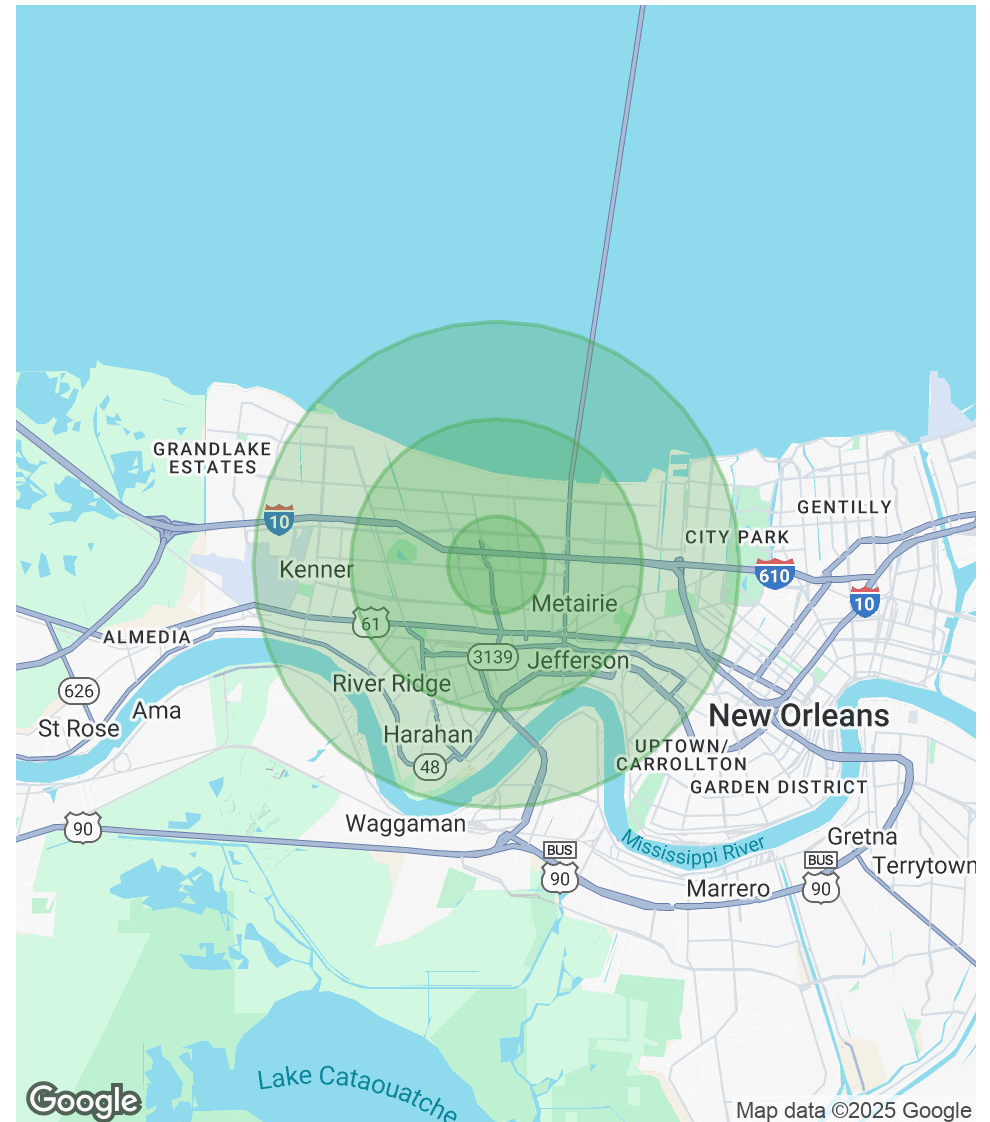 GRANDLAKE
ESTATES
GENTILLY
10
CITY PARK
Kenner
610
10
Metairie
61
ALMEDIA
3139
Jefferson
River Ridge
626
Ama
St Rose
New Orleans
Harahan
UPTOWN/
CARROLLTON
48
GARDEN DISTRICT
Waggaman
90
Mississippi River
Gretna
BUS
90
BUS
90
Terrytown
Marrero
Lake Cataouatche
Google
Map data ©2025 Google